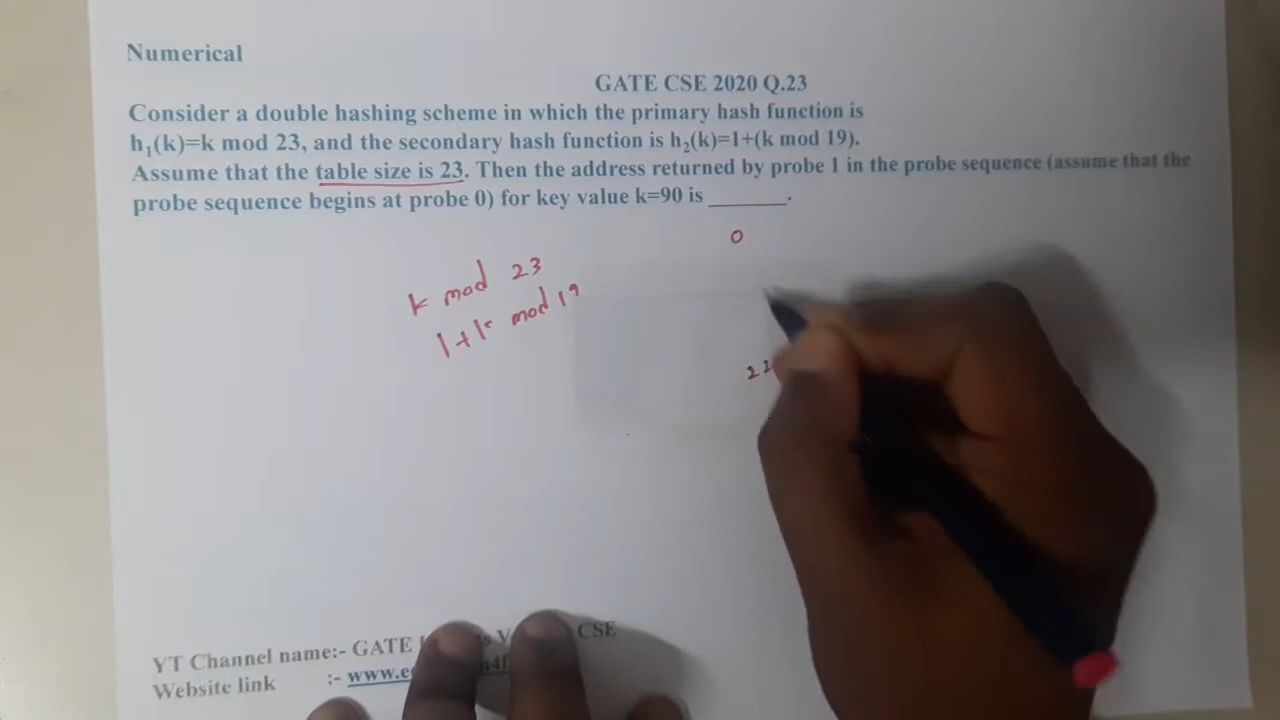 Numerical
GATE CSE 2020 Q.23
Consider a double hashing scheme in which the primary hash function is
h₁(k)=k mod 23, and the secondary hash function is h₂(k)=1+(k mod 19).
Assume that the table size is 23. Then the address returned by probe 1 in the probe sequence (assume that the
probe sequence begins at probe 0) for key value k=90 is ______.
0
k mod 23
1+k mod 19
22
YT Channel name:- GATE CSE
Website link :- www.